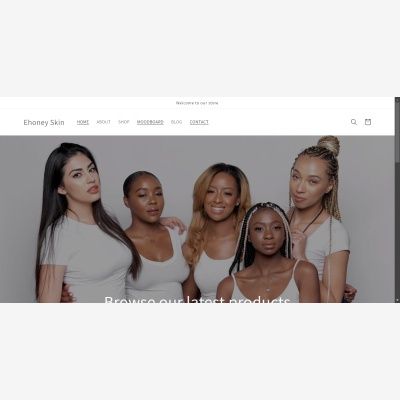 Welcome to our store
Ehoney Skin HOME ABOUT SHOP MOODBOARD BLOG CONTACT
Browse our latest products